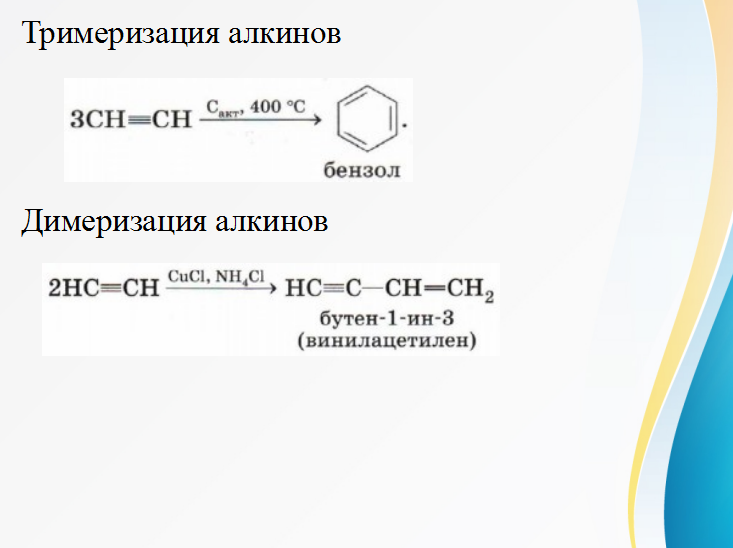 Тримеризация алкинов
3CH≡CH C акт, 400 °C
бензол
Димеризация алкинов
2HC≡CH CuCl, NH₄Cl HC≡C—CH=CH₂
бутен-1-ин-3
(винилацетилен)